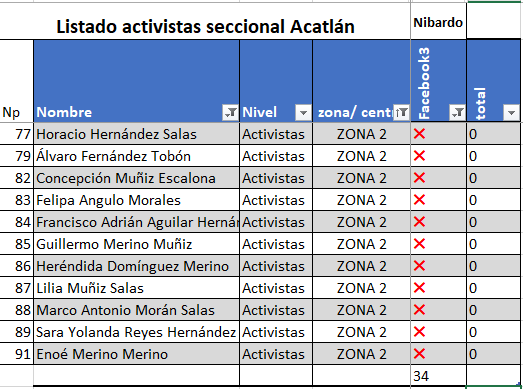 Listado activistas seccional Acatlán Nibardo
Np Nombre Nivel zona/ cent Facebook3 total
77 Horacio Hernández Salas Activistas ZONA 2 ❌ 0
79 Álvaro Fernández Tobón Activistas ZONA 2 ❌ 0
82 Concepción Muñiz Escalona Activistas ZONA 2 ❌ 0
83 Felipa Angulo Morales Activistas ZONA 2 ❌ 0
84 Francisco Adrián Aguilar Hernán Activistas ZONA 2 ❌ 0
85 Guillermo Merino Muñiz Activistas ZONA 2 ❌ 0
86 Heréndida Domínguez Merino Activistas ZONA 2 ❌ 0
87 Lilia Muñiz Salas Activistas ZONA 2 ❌ 0
88 Marco Antonio Morán Salas Activistas ZONA 2 ❌ 0
89 Sara Yolanda Reyes Hernández Activistas ZONA 2 ❌ 0
91 Enoé Merino Merino Activistas ZONA 2 ❌ 0
34